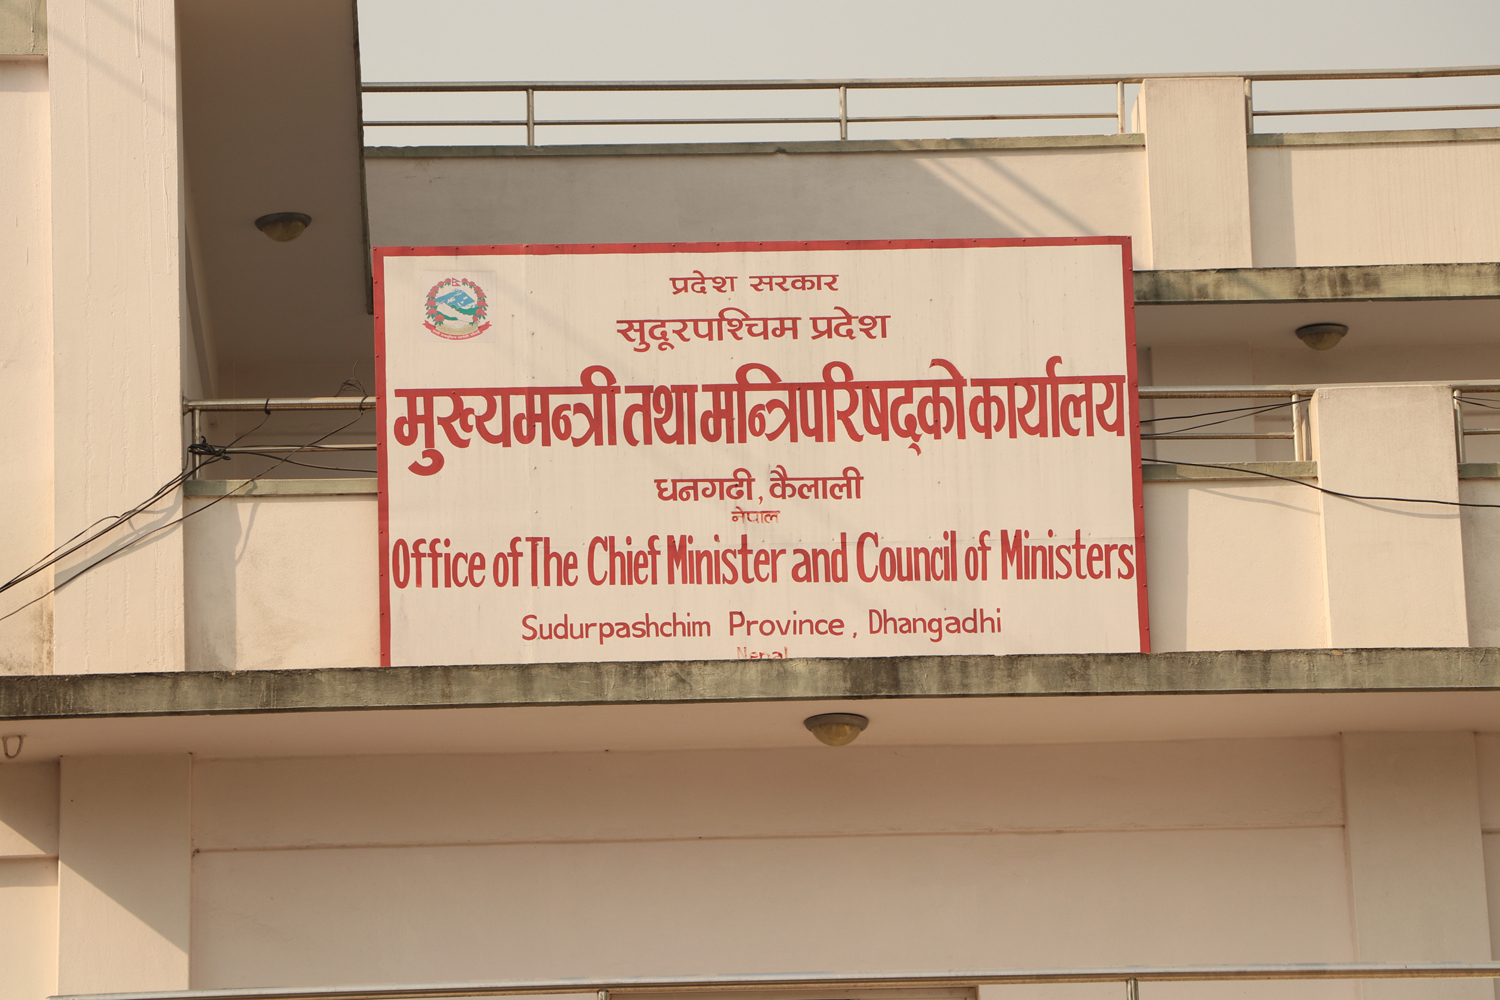 प्रदेश सरकार
सुदूरपश्चिम प्रदेश
मुख्यमन्त्री तथा मन्त्रिपरिषद्को कार्यालय
धनगढी, कैलाली
नेपाल
Office of The Chief Minister and Council of Ministers
Sudurpashchim Province, Dhangadhi
Nepal